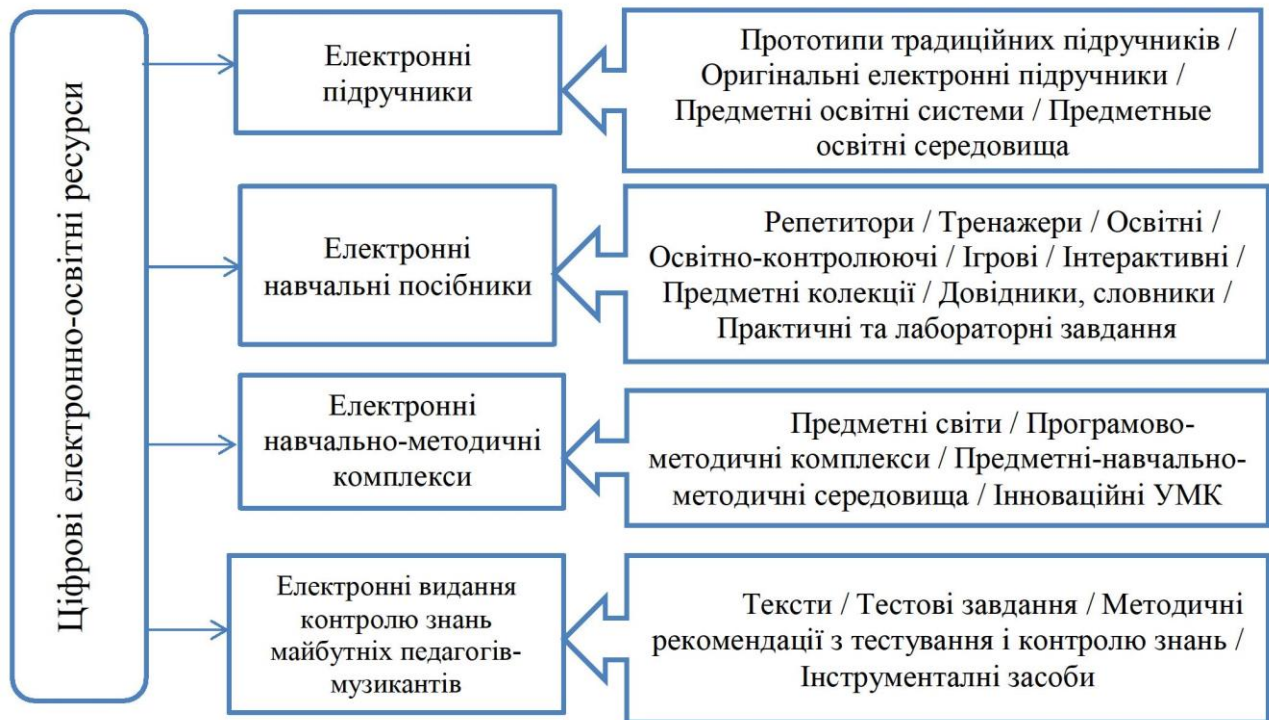 Ціфрові електронно-освітні ресурси
Електронні
підручники
Прототипи традиційних підручників /
Оригінальні електронні підручники /
Предметні освітні системи / Предметные
освітні середовища
Електронні
навчальні посібники
Репетитори / Тренажери / Освітні /
Освітно-контролюючі / Ігрові / Інтерактивні /
Предметні колекції / Довідники, словники /
Практичні та лабораторні завдання
Електронні
навчально-методичні
комплекси
Предметні світи / Програмово-
методичні комплекси / Предметні-навчально-
методичні середовища / Інноваційні УМК
Електронні видання
контролю знань
майбутніх педагогів-
музикантів
Тексти / Тестові завдання / Методичні
рекомендації з тестування і контролю знань /
Інструменталні засоби